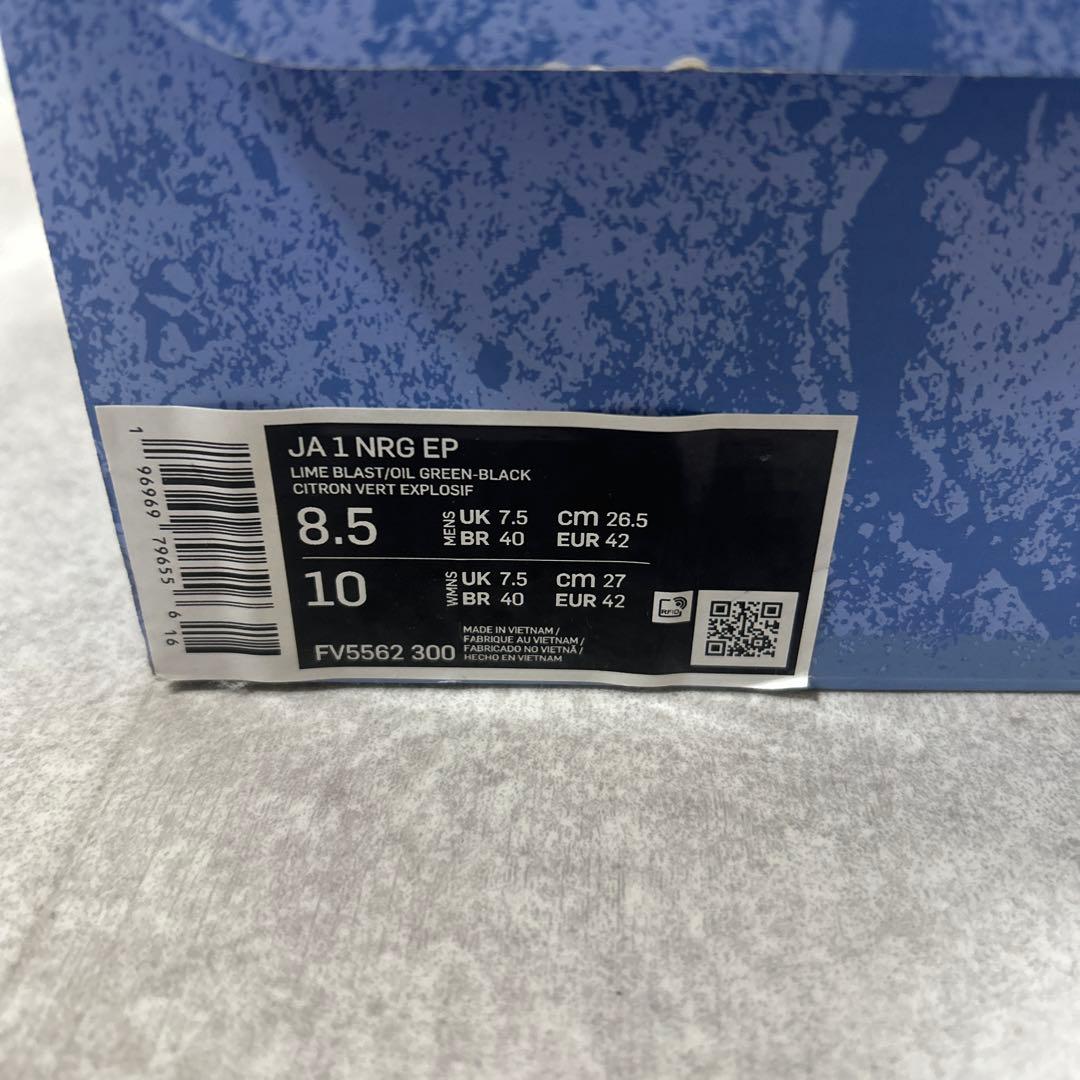 JA 1 NRG EP
LIME BLAST/OIL GREEN-BLACK
CITRON VERT EXPLOSIF
8.5 MENS UK 7.5 cm 26.5
BR 40 EUR 42
10 WMNS UK 7.5 cm 27
BR 40 EUR 42
RFID
FV5562 300
MADE IN VIETNAM /
FABRIQUE AU VIETNAM /
FABRICADO NO VIETNÃ /
HECHO EN VIETNAM
1 96969 79655 6 16